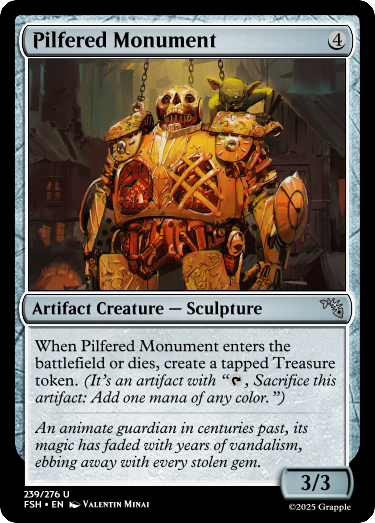 Pilfered Monument 4
Artifact Creature — Sculpture
When Pilfered Monument enters the
battlefield or dies, create a tapped Treasure
token. (It's an artifact with “, Sacrifice this
artifact: Add one mana of any color.”)
An animate guardian in centuries past, its
magic has faded with years of vandalism,
ebbing away with every stolen gem.
3/3
239/276 U
FSH • EN Valentin Minai
©2025 Grapple